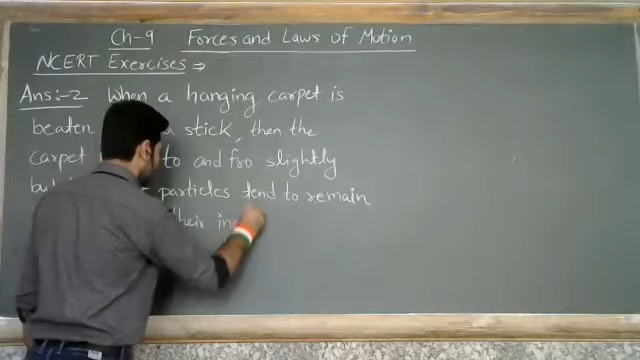 Ch-9 Forces and Laws of Motion
NCERT Exercises ⇒
Ans:-2 When a hanging carpet is
beaten a stick, then the
carpet to and fro slightly
but particles tend to remain
their